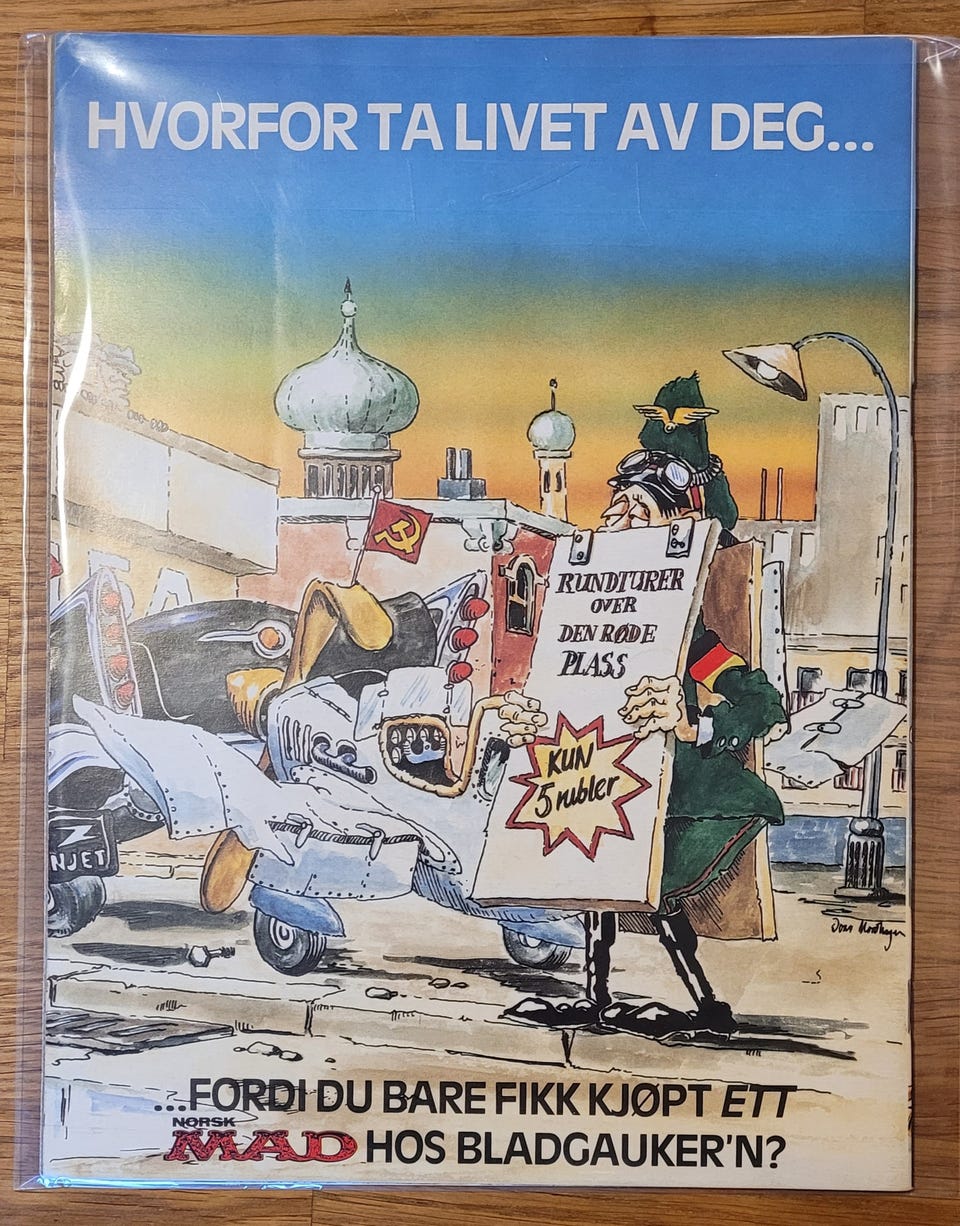 HVORFOR TA LIVET AV DEG...
RUNDTURER
OVER
DEN RØDE
PLASS
KUN
5 rubler
Z
NJET
...FORDI DU BARE FIKK KJØPT ETT
NORSK
MAD HOS BLADGAUKER'N?